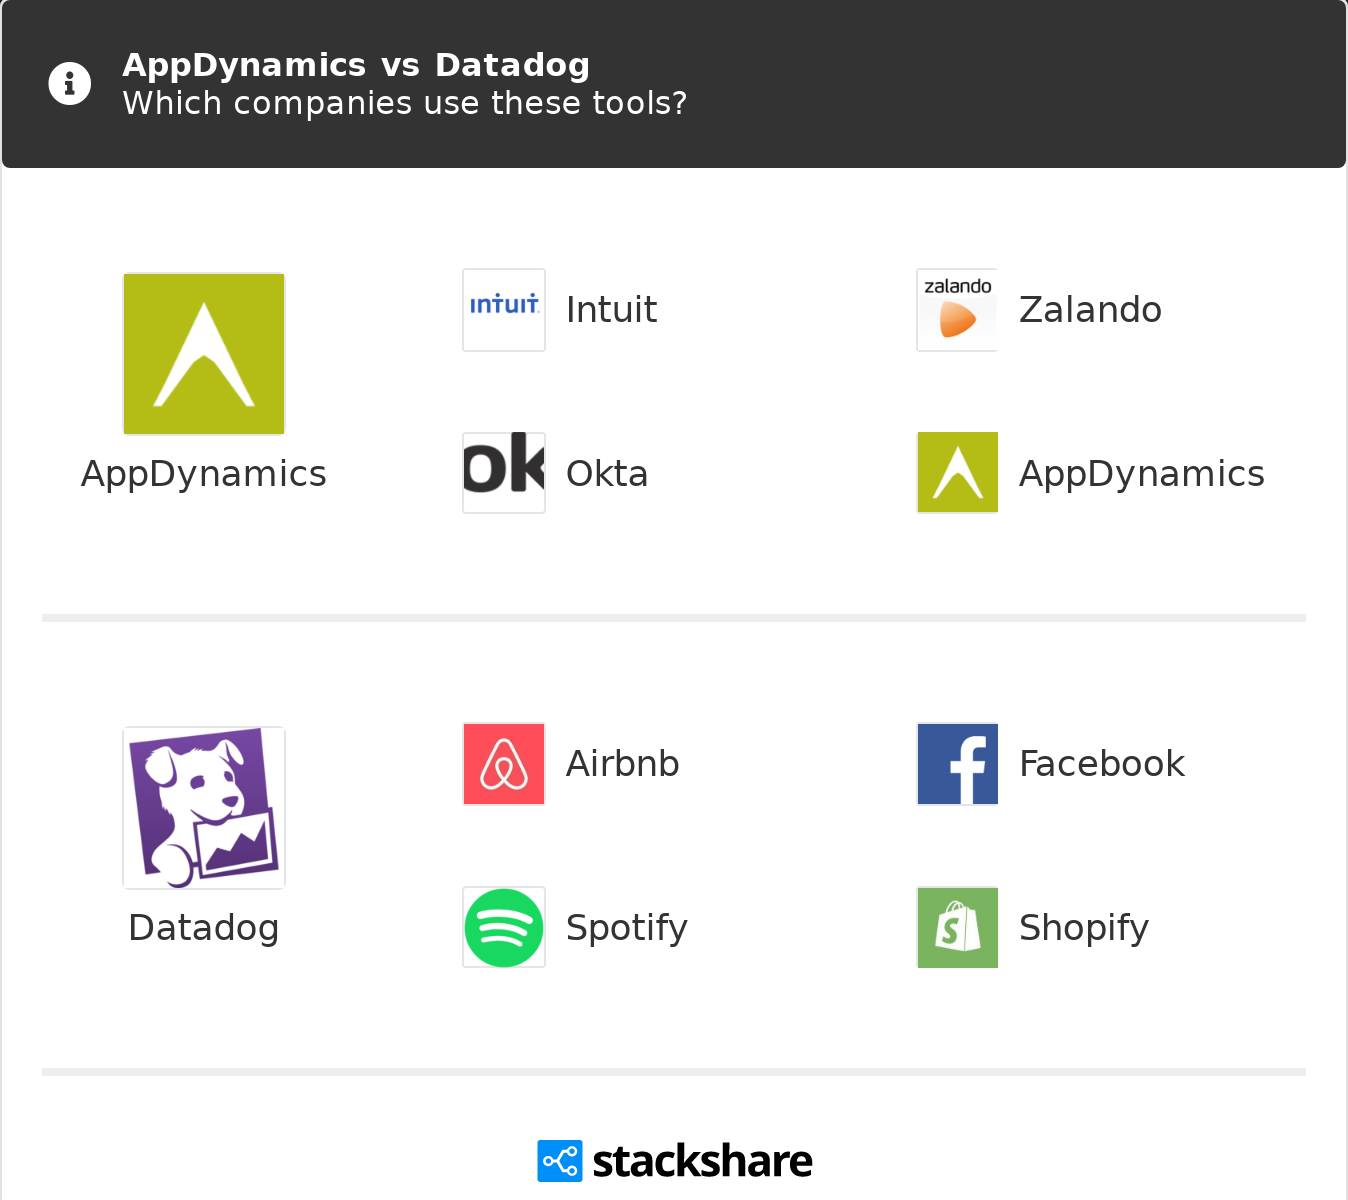 AppDynamics vs Datadog
Which companies use these tools?
intuit
Intuit
zalando
Zalando
AppDynamics
ok
Okta
AppDynamics
Airbnb
Facebook
Datadog
Spotify
Shopify
stackshare